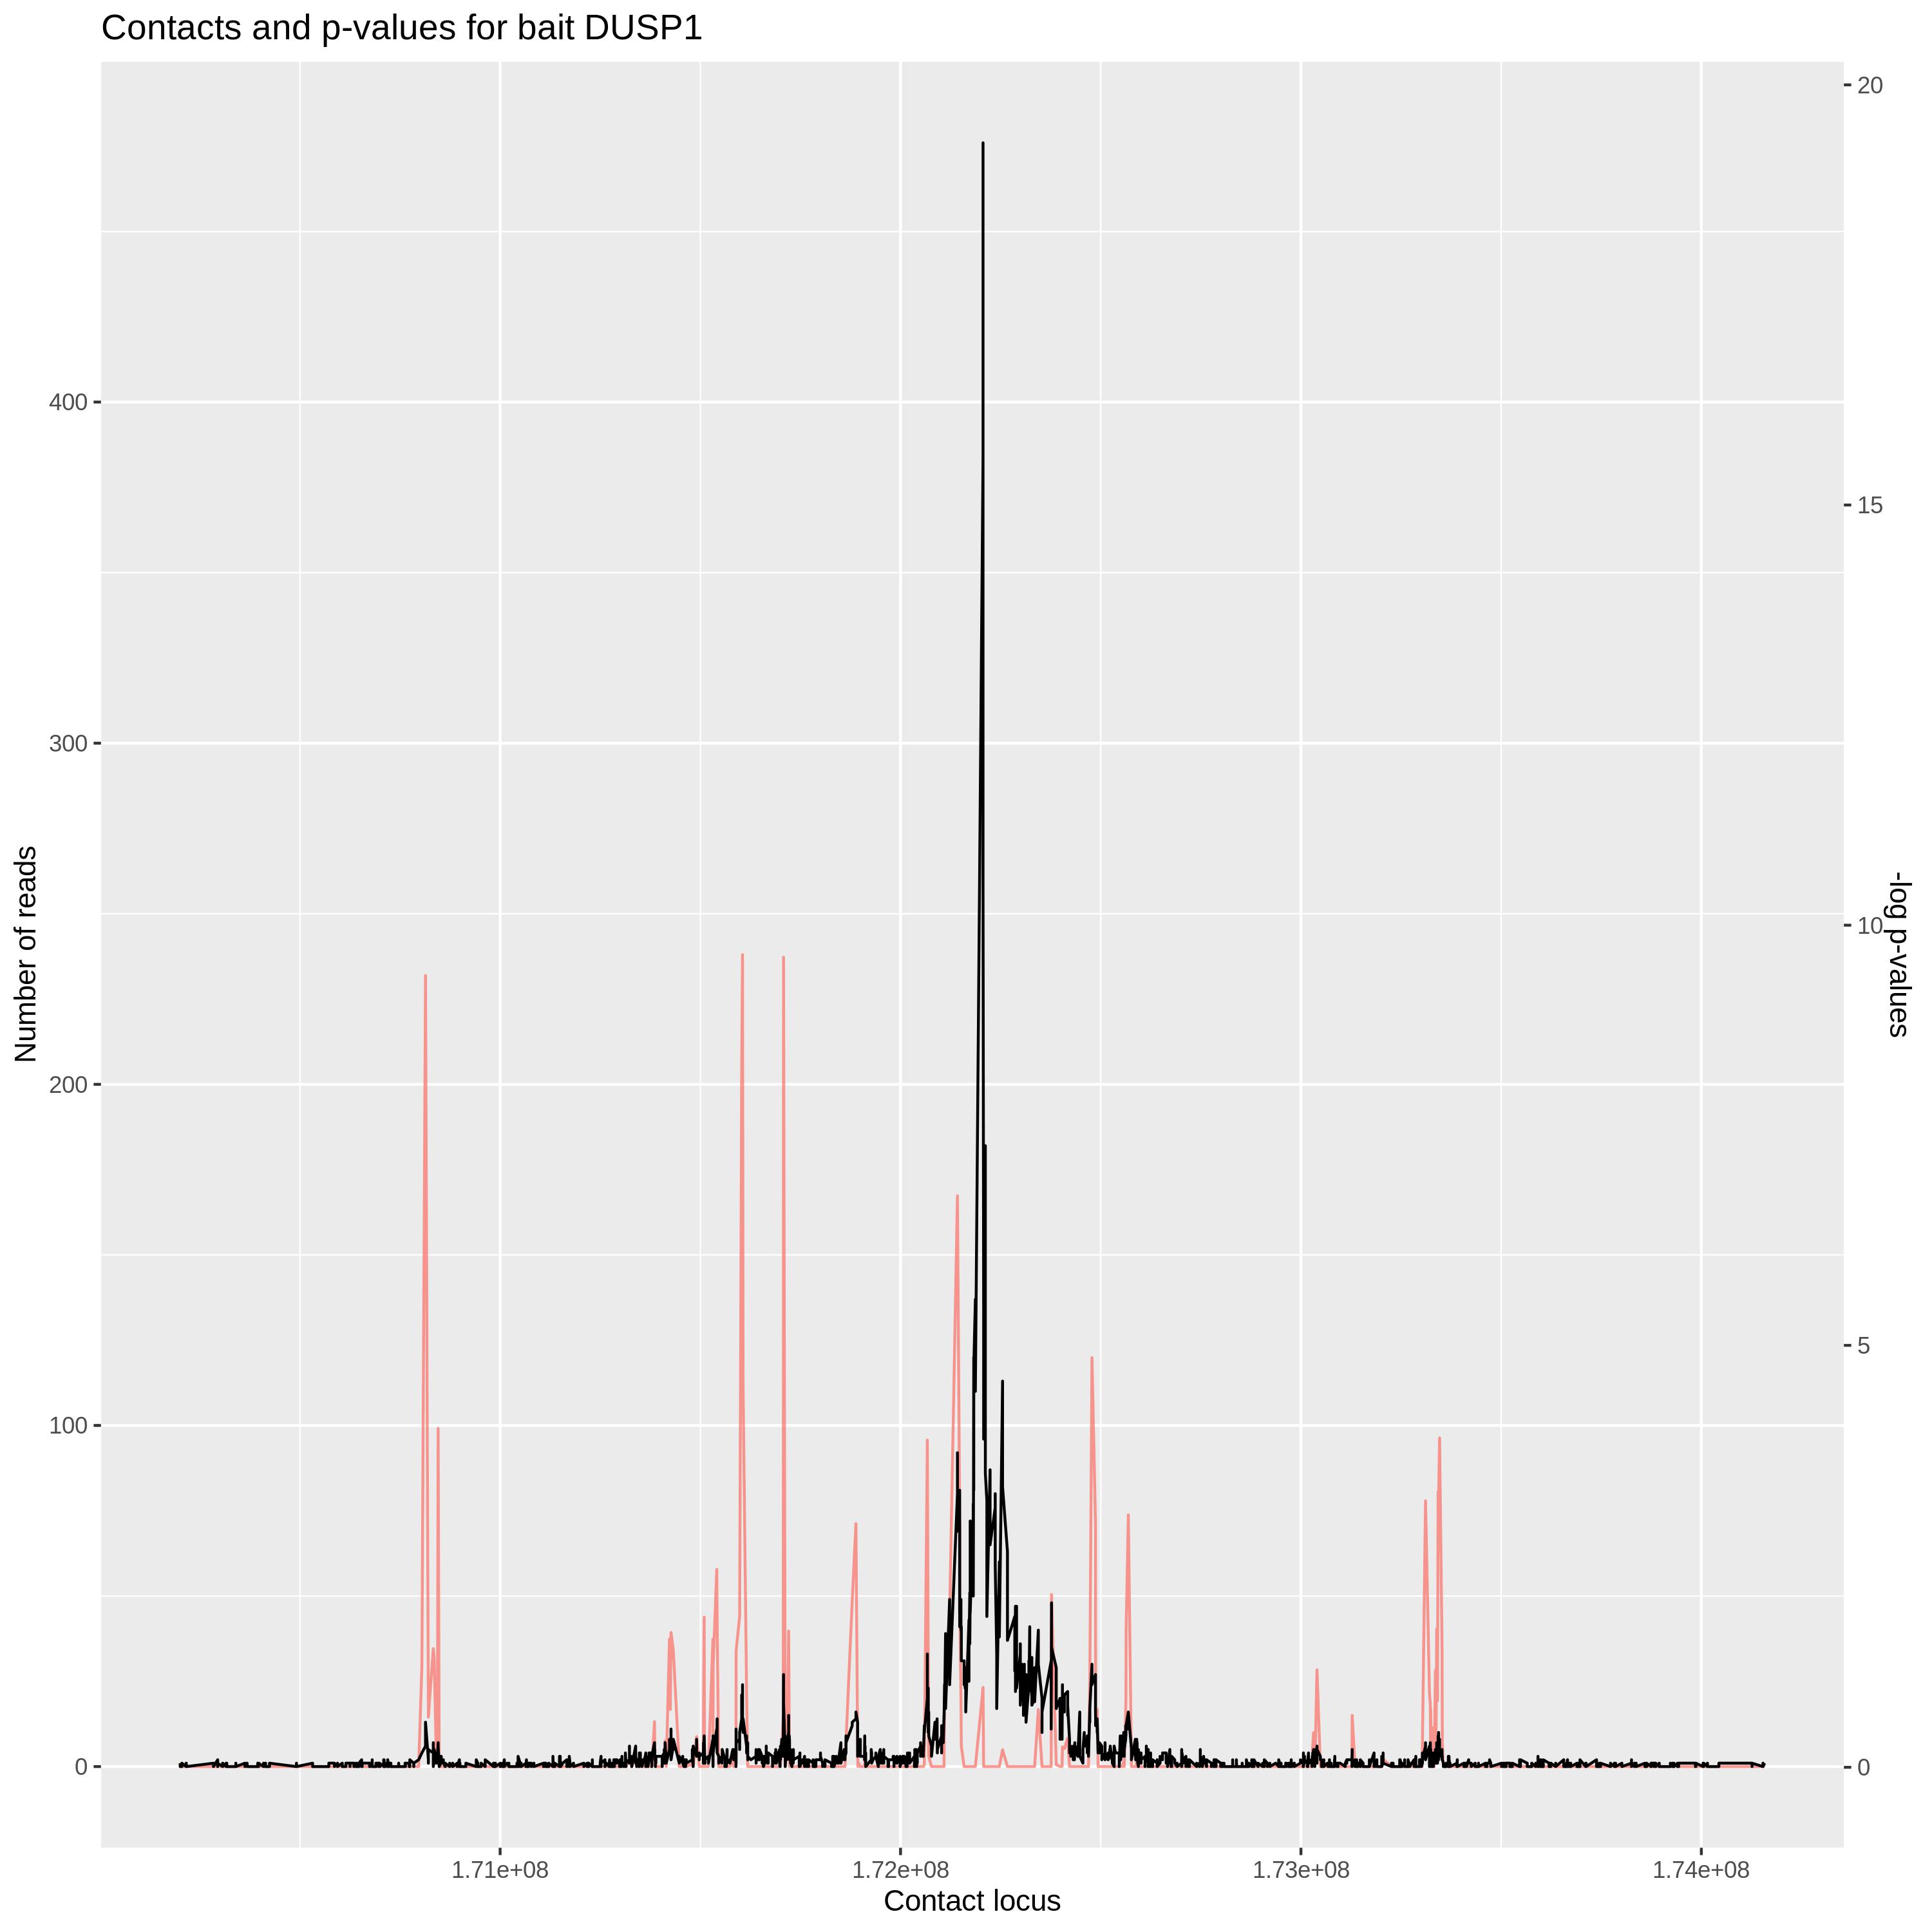 Contacts and p-values for bait DUSP1
Number of reads
400
300
200
100
0
20
15
10
5
0
-log p-values
1.71e+08
1.72e+08
1.73e+08
1.74e+08
Contact locus